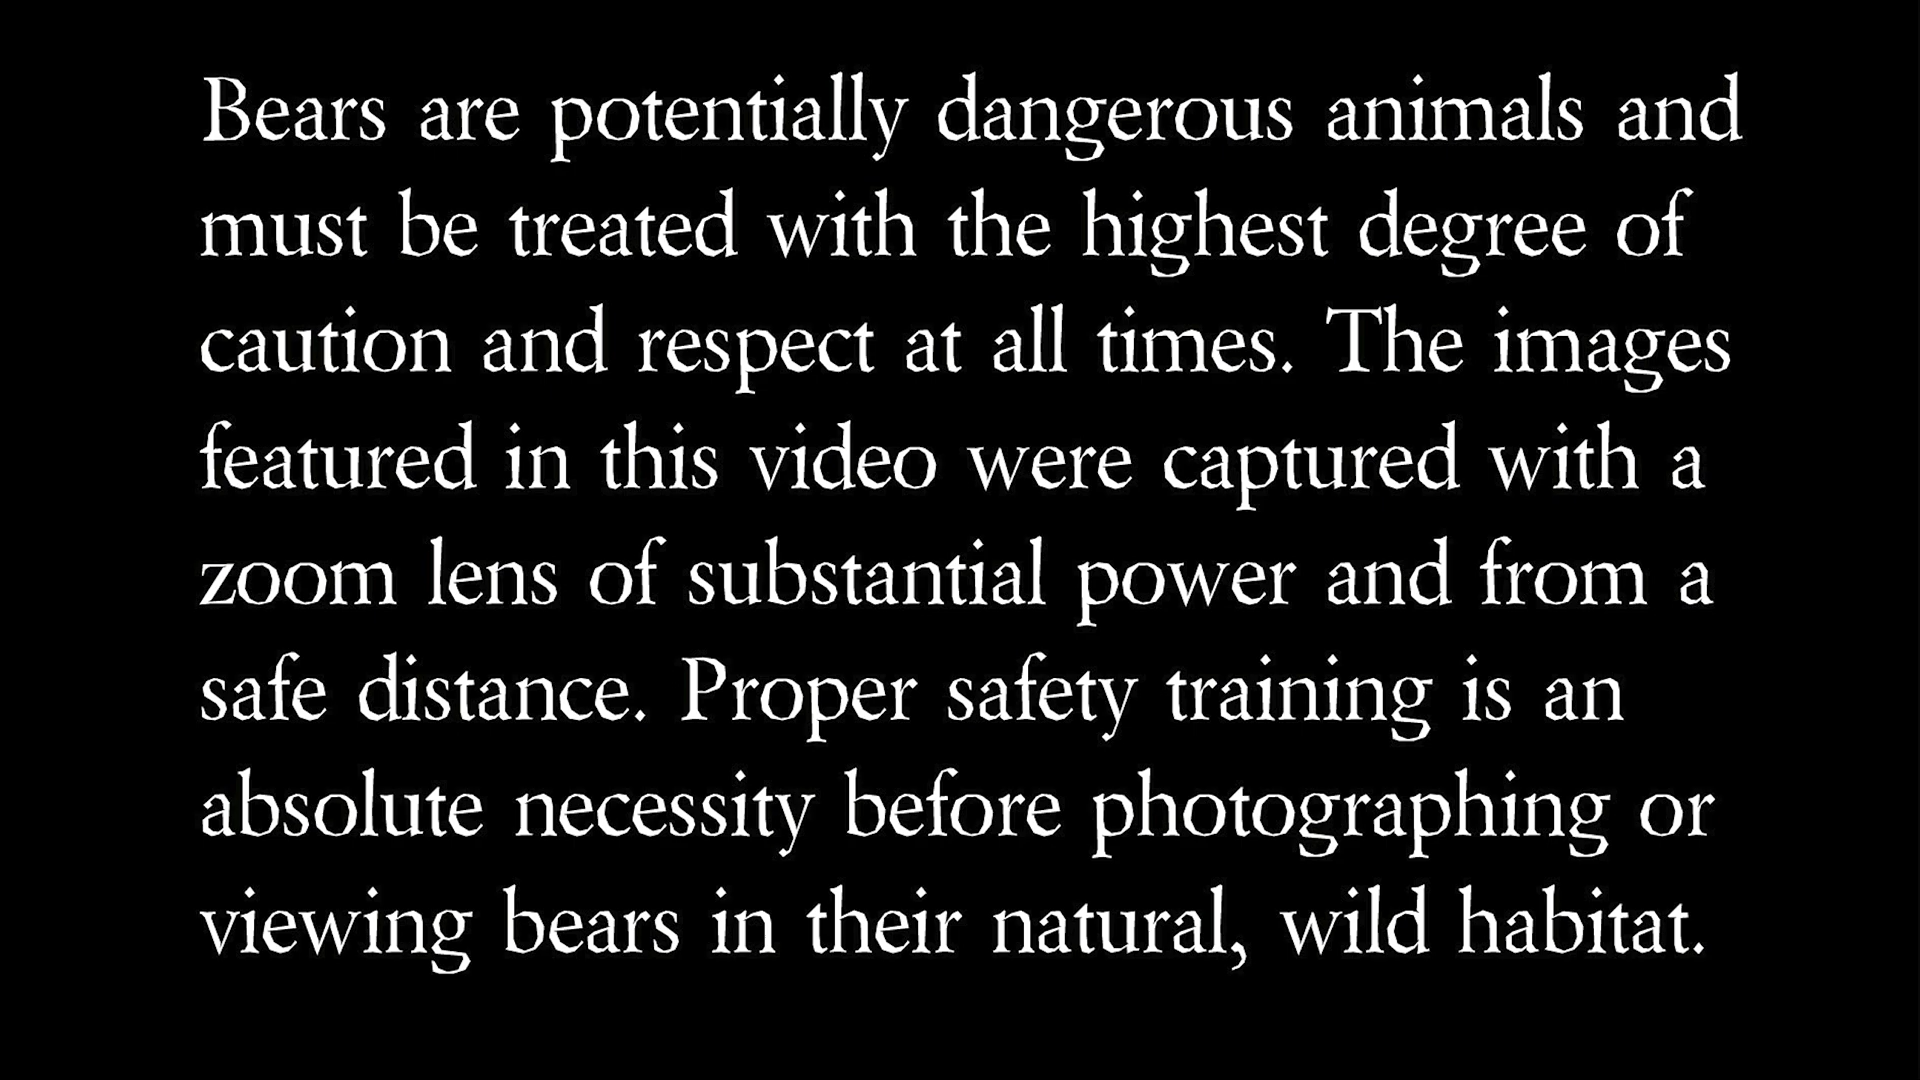 Bears are potentially dangerous animals and
must be treated with the highest degree of
caution and respect at all times. The images
featured in this video were captured with a
zoom lens of substantial power and from a
safe distance. Proper safety training is an
absolute necessity before photographing or
viewing bears in their natural, wild habitat.